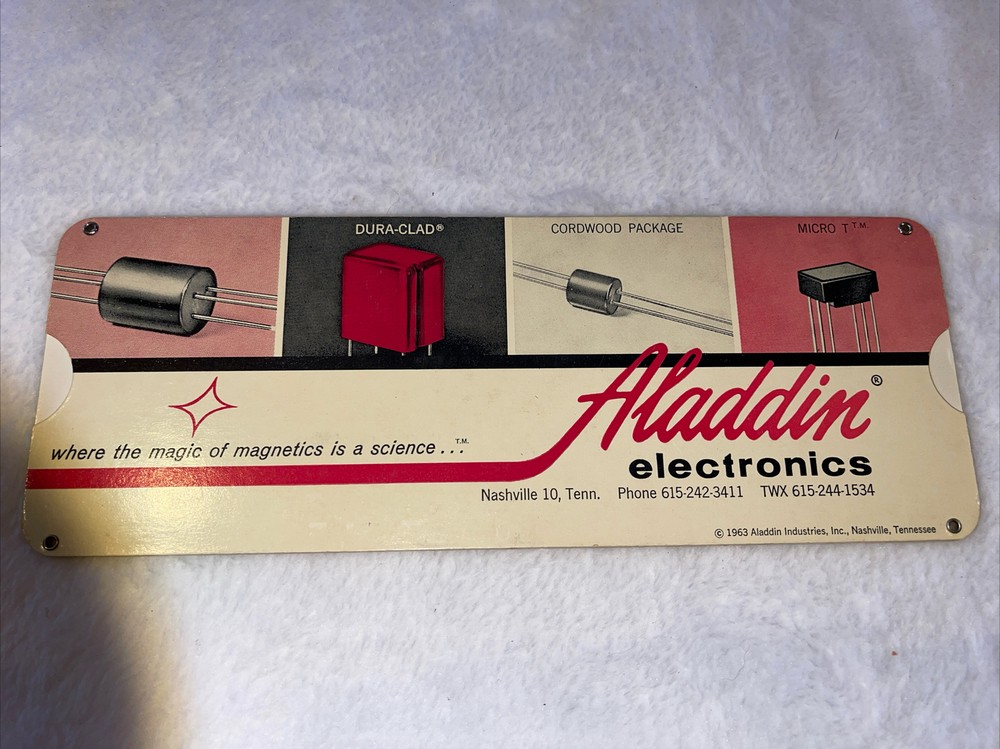 DURA-CLAD®
CORDWOOD PACKAGE
MICRO T T.M.
Aladdin®
where the magic of magnetics is a science... T.M.
electronics
Nashville 10, Tenn. Phone 615-242-3411 TWX 615-244-1534
© 1963 Aladdin Industries, Inc., Nashville, Tennessee